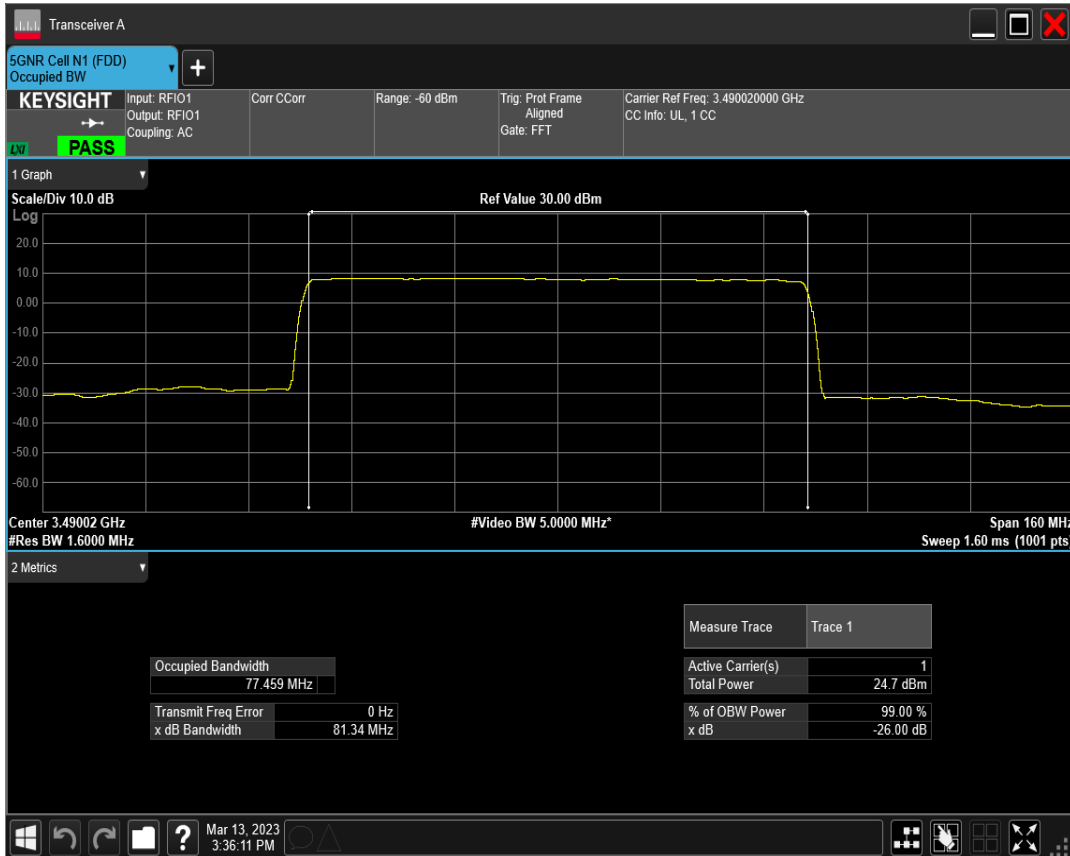 Transceiver A
5GNR Cell N1 (FDD)
Occupied BW
+
KEYSIGHT
LXI
PASS
Input: RFIO1
Output: RFIO1
Coupling: AC
Corr CCorr
Range: -60 dBm
Trig: Prot Frame
Aligned
Gate: FFT
Carrier Ref Freq: 3.490020000 GHz
CC Info: UL, 1 CC
1 Graph
Scale/Div 10.0 dB
Ref Value 30.00 dBm
Log
20.0
10.0
0.00
-10.0
-20.0
-30.0
-40.0
-50.0
-60.0
Center 3.49002 GHz
#Video BW 5.0000 MHz*
Span 160 MHz
#Res BW 1.6000 MHz
Sweep 1.60 ms (1001 pts)
2 Metrics
Measure Trace Trace 1
Occupied Bandwidth
77.459 MHz
Transmit Freq Error 0 Hz
x dB Bandwidth 81.34 MHz
Active Carrier(s) 1
Total Power 24.7 dBm
% of OBW Power 99.00 %
x dB -26.00 dB
?
Mar 13, 2023
3:36:11 PM